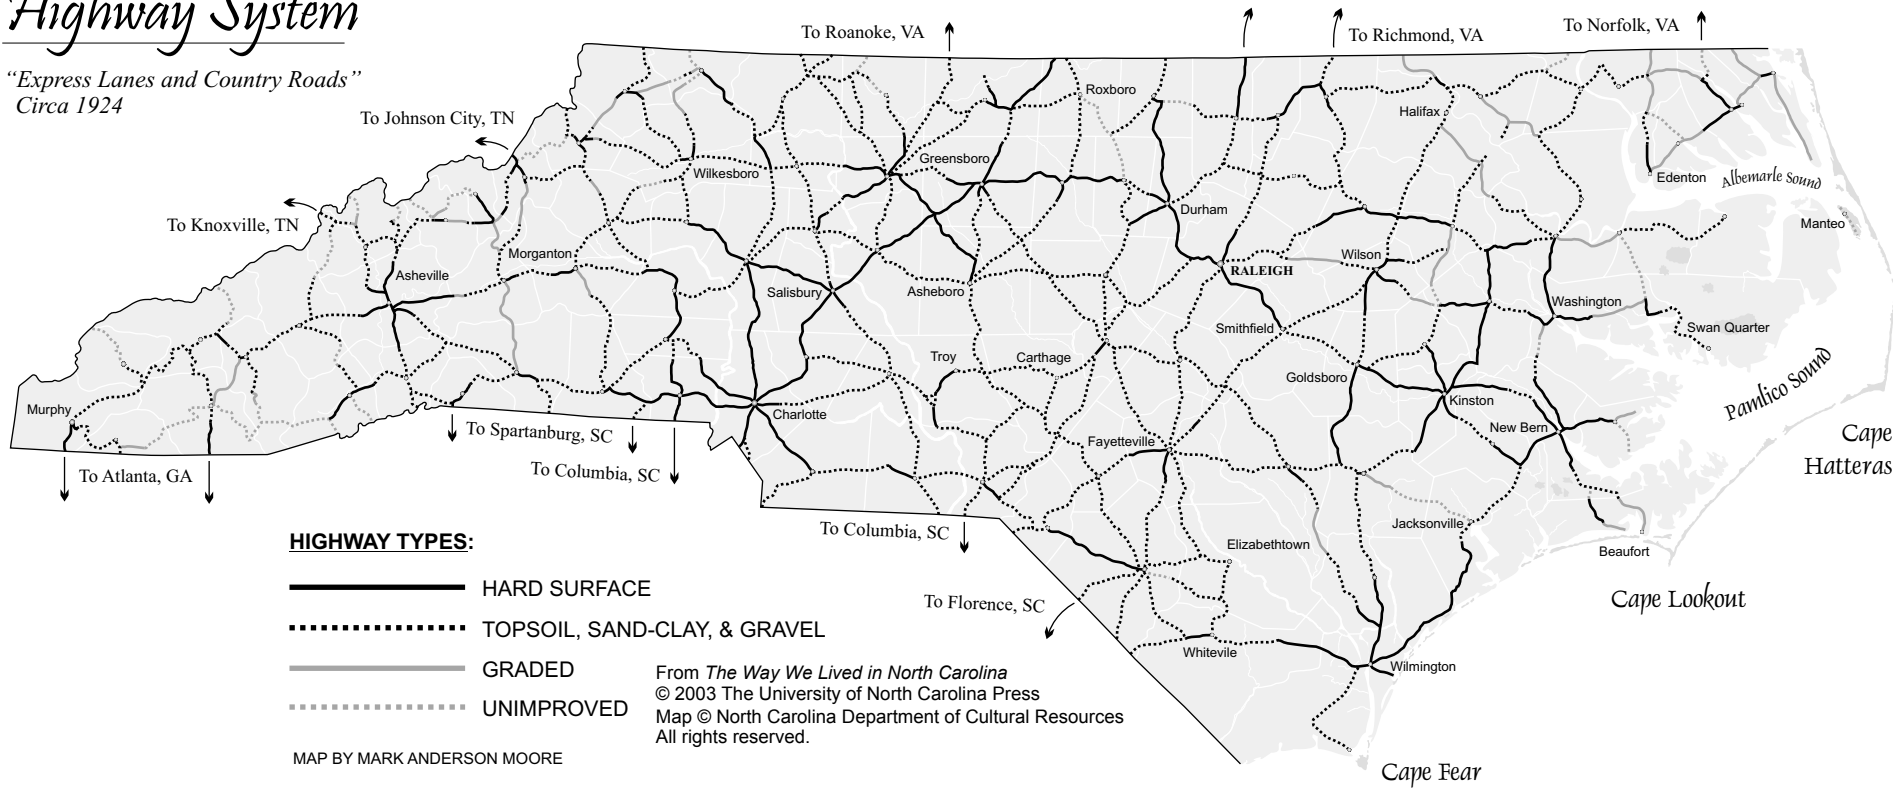 Highway System
“Express Lanes and Country Roads”
Circa 1924
To Roanoke, VA
To Richmond, VA
To Norfolk, VA
To Johnson City, TN
To Knoxville, TN
Roxboro
Halifax
Greensboro
Wilkesboro
Edenton
Albemarle Sound
Durham
Manteo
Morganton
Wilson
RALEIGH
Asheville
Salisbury
Asheboro
Washington
Smithfield
Swan Quarter
Troy
Carthage
Goldsboro
Pamlico Sound
Murphy
Charlotte
Kinston
New Bern
Fayetteville
Cape
Hatteras
To Spartanburg, SC
To Columbia, SC
To Atlanta, GA
To Columbia, SC
Jacksonville
Elizabethtown
Beaufort
To Florence, SC
Cape Lookout
Whitevile
Wilmington
Cape Fear
HIGHWAY TYPES:
HARD SURFACE
TOPSOIL, SAND-CLAY, & GRAVEL
GRADED
UNIMPROVED
From The Way We Lived in North Carolina
© 2003 The University of North Carolina Press
Map © North Carolina Department of Cultural Resources
All rights reserved.
MAP BY MARK ANDERSON MOORE